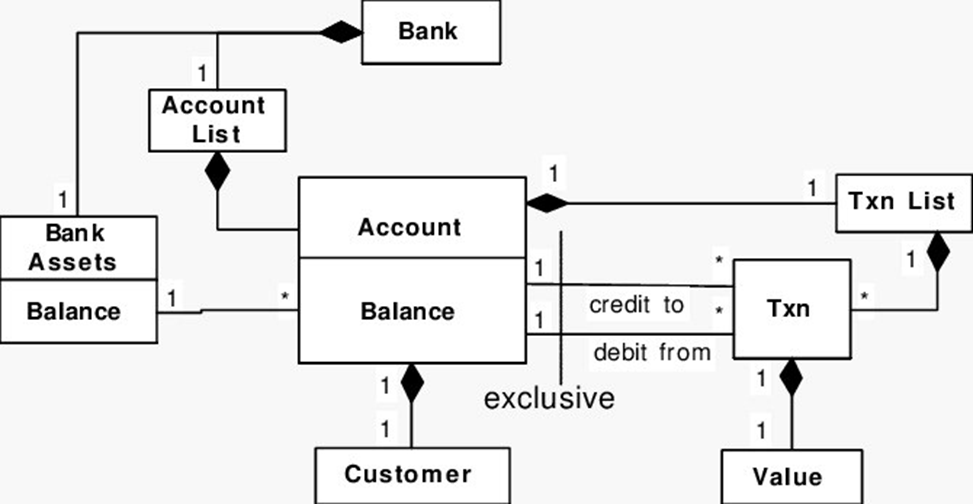 Bank
1
Account
List
1
1
1
Txn List
Bank
Assets
Account
1
1
*
Balance
1
*
Balance
credit to
1
*
Txn
*
debit from
1
exclusive
1
1
1
Customer
Value